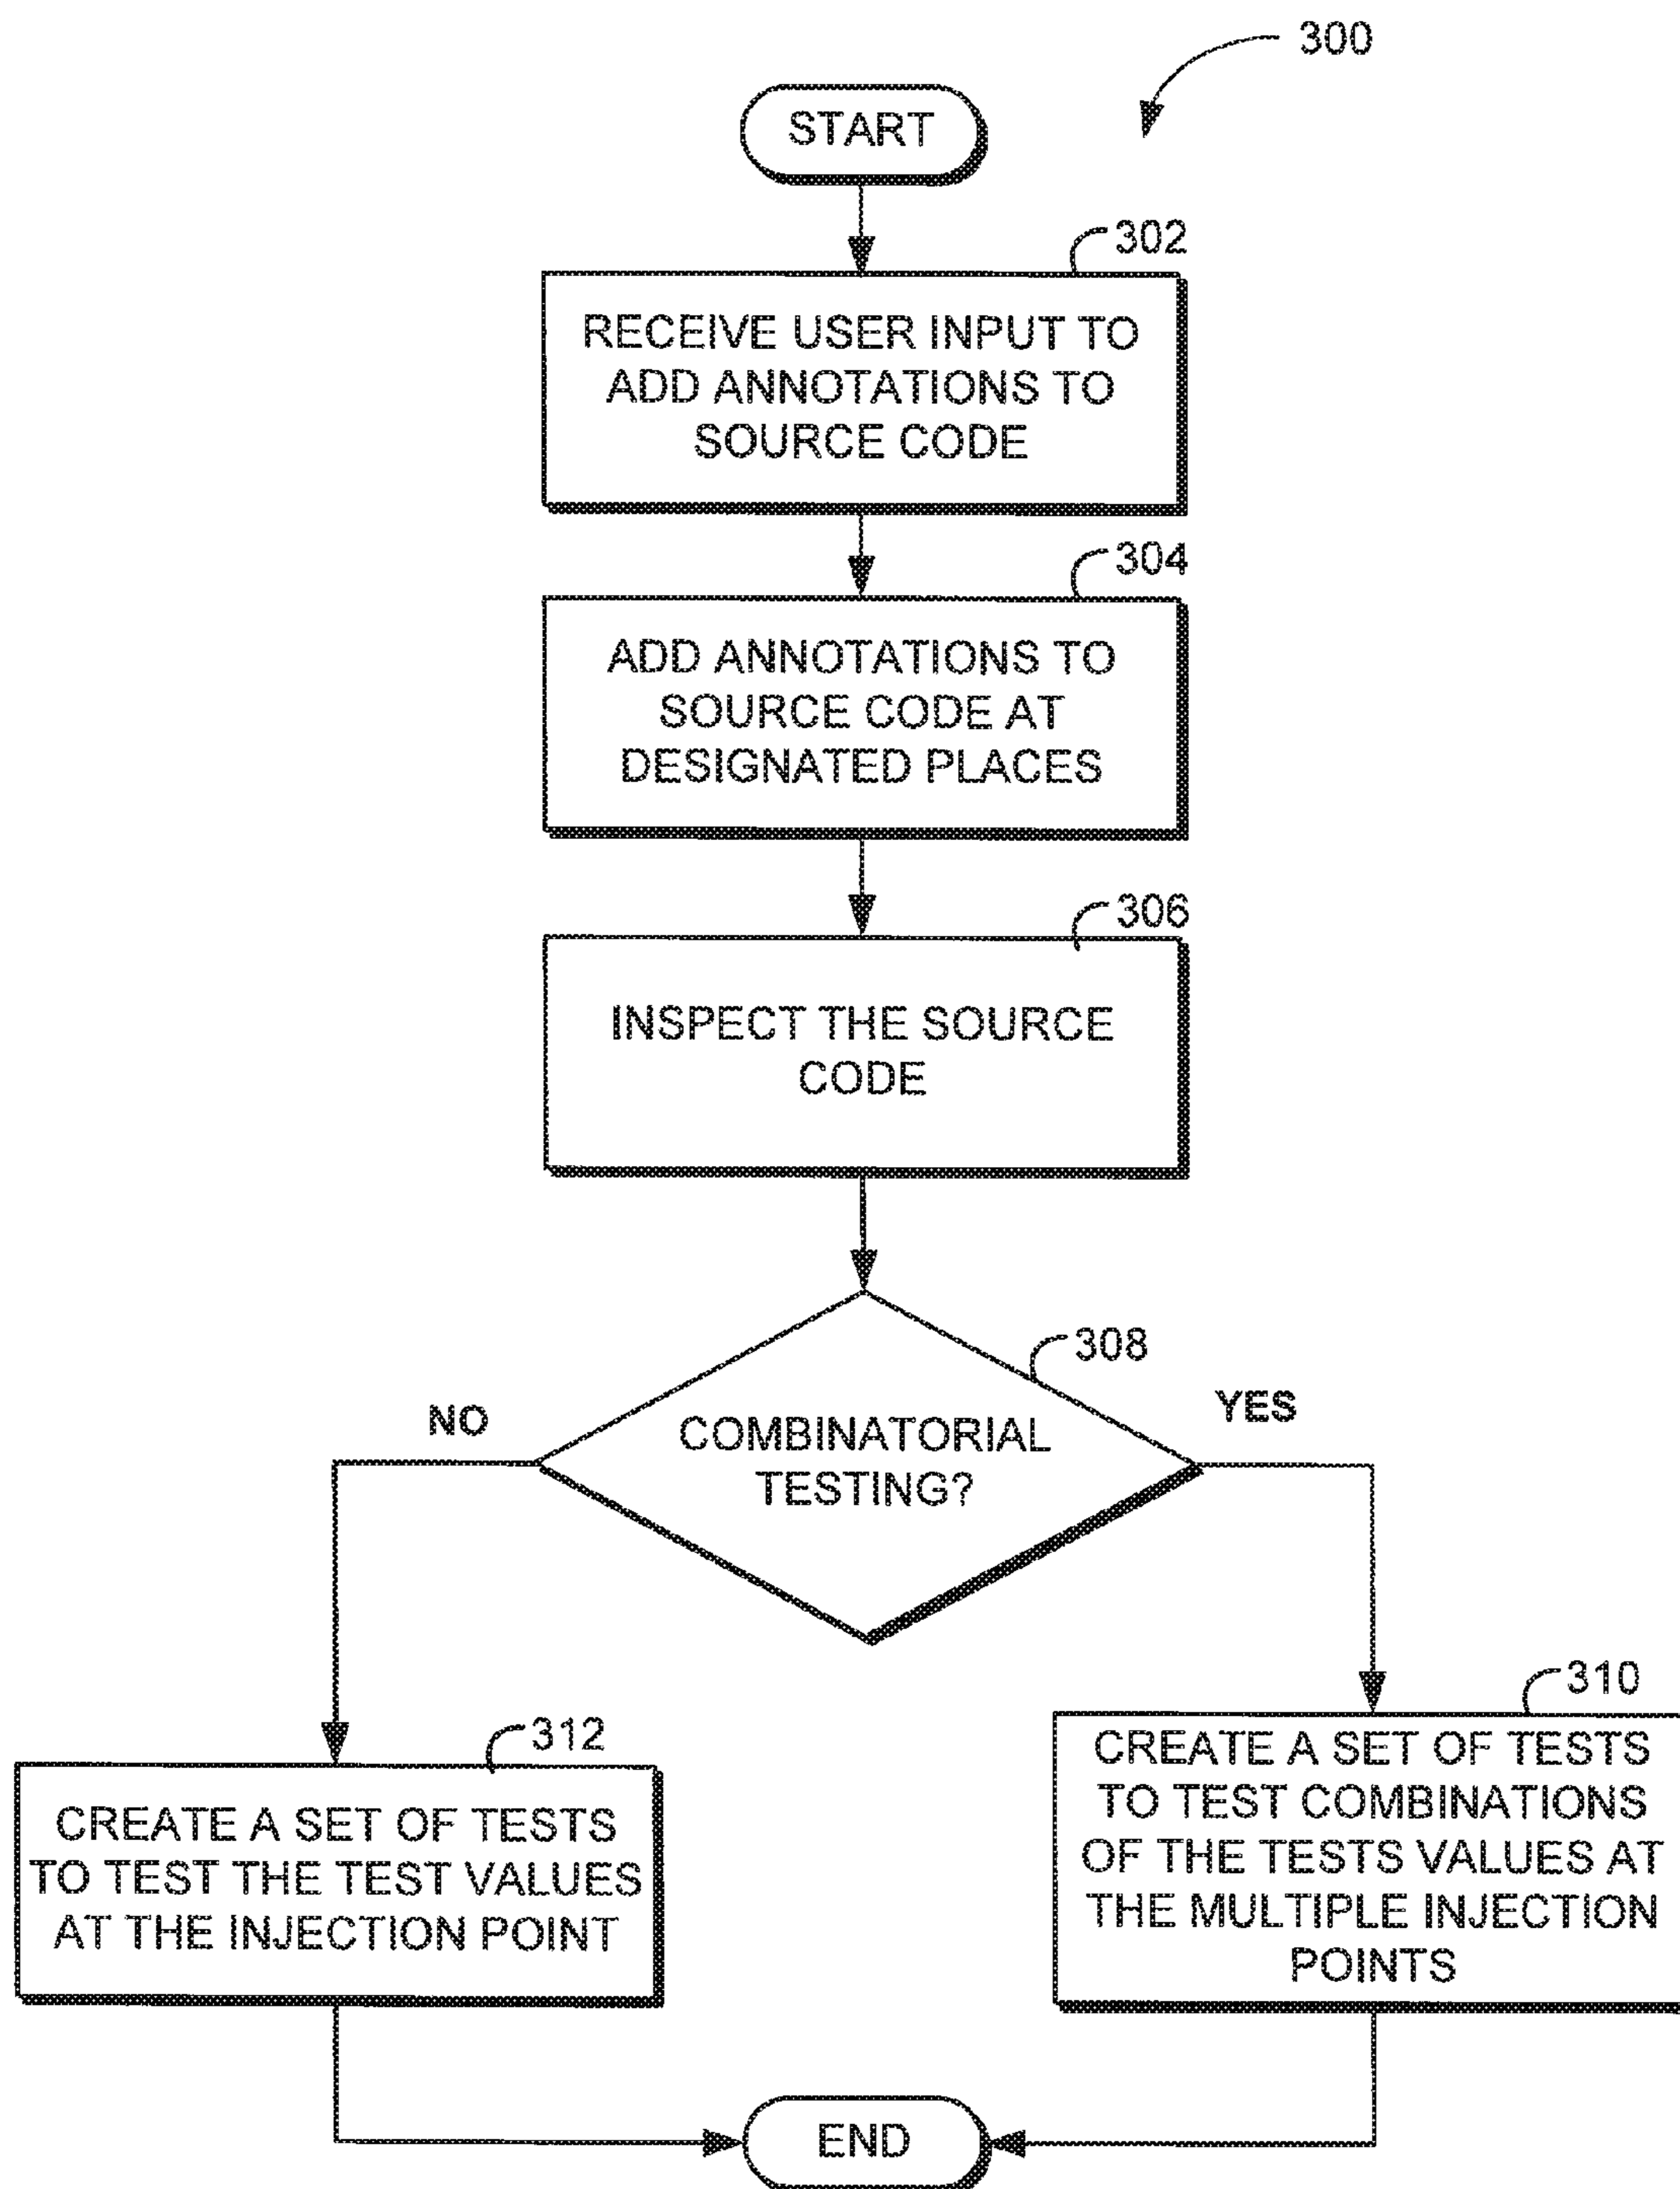 300
START
302
RECEIVE USER INPUT TO
ADD ANNOTATIONS TO
SOURCE CODE
304
ADD ANNOTATIONS TO
SOURCE CODE AT
DESIGNATED PLACES
306
INSPECT THE SOURCE
CODE
308
NO
YES
COMBINATORIAL
TESTING?
312
CREATE A SET OF TESTS
TO TEST THE TEST VALUES
AT THE INJECTION POINT
310
CREATE A SET OF TESTS
TO TEST COMBINATIONS
OF THE TESTS VALUES AT
THE MULTIPLE INJECTION
POINTS
END